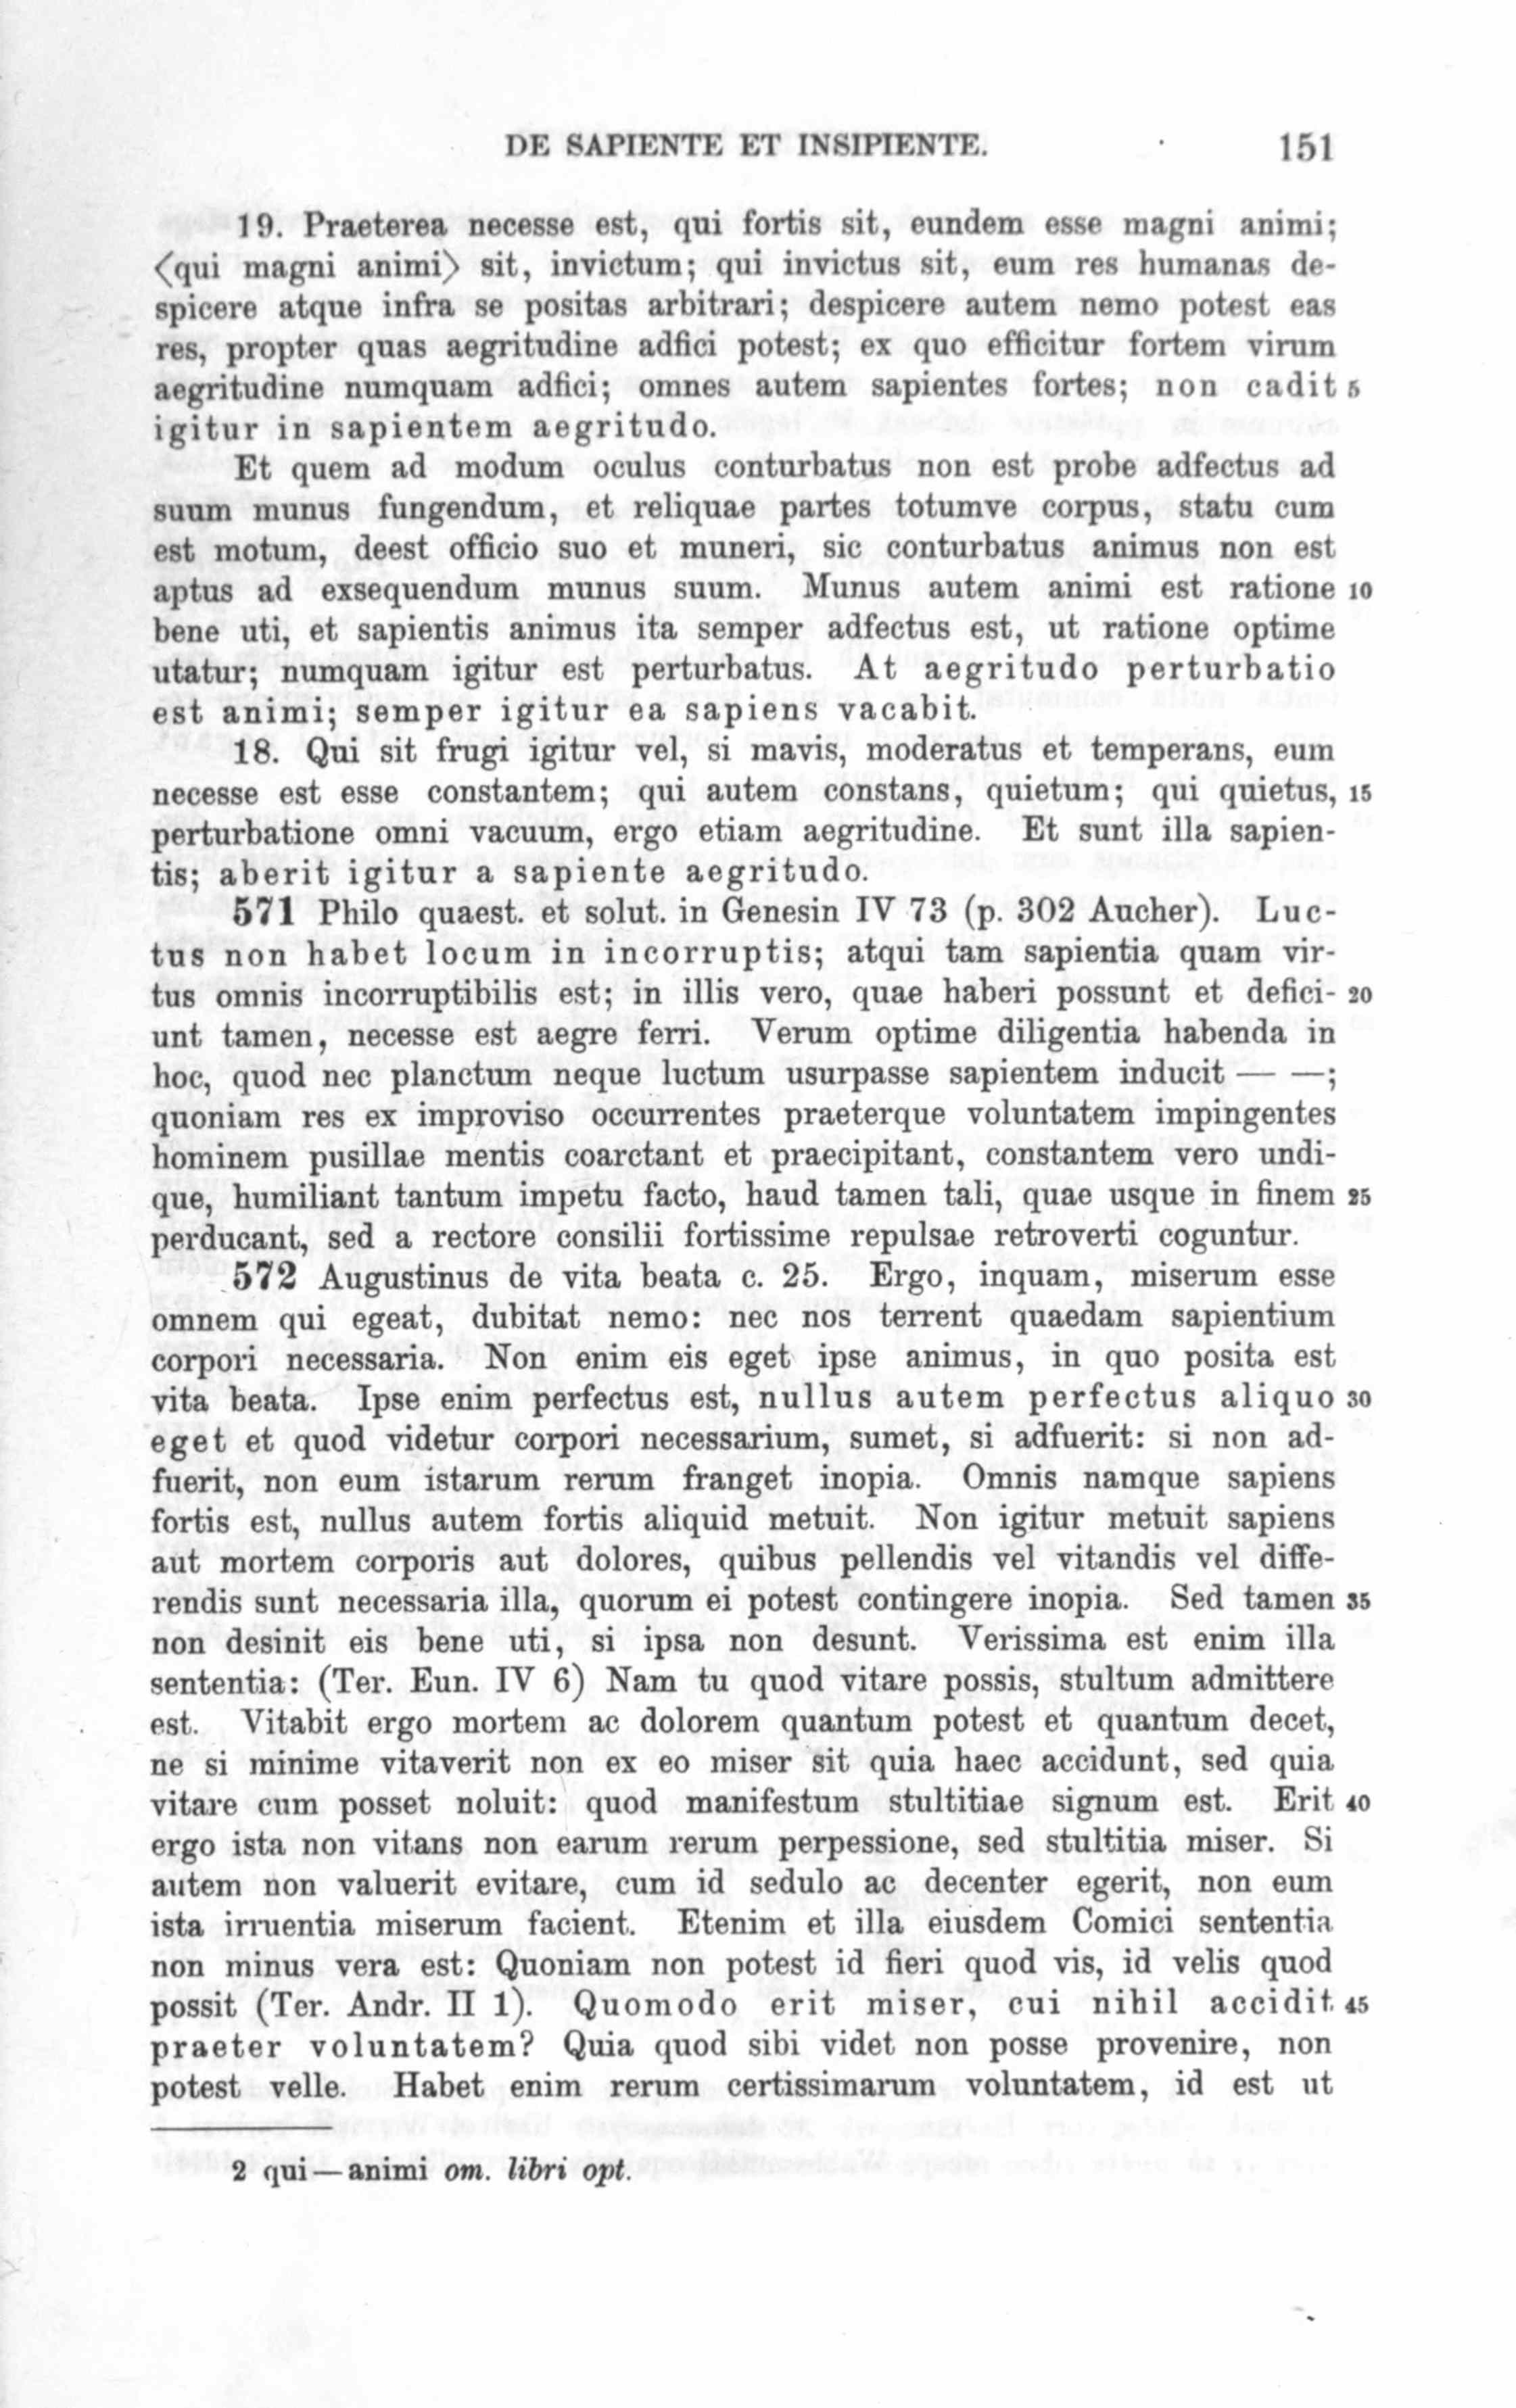 DE SAPIENTE ET INSIPIENTE. 151
19. Praeterea necesse est, qui fortis sit, eundem esse magni animi;
⟨qui magni animi⟩ sit, invictum; qui invictus sit, eum res humanas de-
spicere atque infra se positas arbitrari; despicere autem nemo potest eas
res, propter quas aegritudine adfici potest; ex quo efficitur fortem virum
aegritudine numquam adfici; omnes autem sapientes fortes; non cadit 5
igitur in sapientem aegritudo.
Et quem ad modum oculus conturbatus non est probe adfectus ad
suum munus fungendum, et reliquae partes totumve corpus, statu cum
est motum, deest officio suo et muneri, sic conturbatus animus non est
aptus ad exsequendum munus suum. Munus autem animi est ratione 10
bene uti, et sapientis animus ita semper adfectus est, ut ratione optime
utatur; numquam igitur est perturbatus. At aegritudo perturbatio
est animi; semper igitur ea sapiens vacabit.
18. Qui sit frugi igitur vel, si mavis, moderatus et temperans, eum
necesse est esse constantem; qui autem constans, quietum; qui quietus, 15
perturbatione omni vacuum, ergo etiam aegritudine. Et sunt illa sapien-
tis; aberit igitur a sapiente aegritudo.
571 Philo quaest. et solut. in Genesin IV 73 (p. 302 Aucher). Luc-
tus non habet locum in incorruptis; atqui tam sapientia quam vir-
tus omnis incorruptibilis est; in illis vero, quae haberi possunt et defici- 20
unt tamen, necesse est aegre ferri. Verum optime diligentia habenda in
hoc, quod nec planctum neque luctum usurpasse sapientem inducit — —;
quoniam res ex improviso occurrentes praeterque voluntatem impingentes
hominem pusillae mentis coarctant et praecipitant, constantem vero undi-
que, humiliant tantum impetu facto, haud tamen tali, quae usque in finem 25
perducant, sed a rectore consilii fortissime repulsae retroverti coguntur.
572 Augustinus de vita beata c. 25. Ergo, inquam, miserum esse
omnem qui egeat, dubitat nemo: nec nos terrent quaedam sapientium
corpori necessaria. Non enim eis eget ipse animus, in quo posita est
vita beata. Ipse enim perfectus est, nullus autem perfectus aliquo 30
eget et quod videtur corpori necessarium, sumet, si adfuerit: si non ad-
fuerit, non eum istarum rerum franget inopia. Omnis namque sapiens
fortis est, nullus autem fortis aliquid metuit. Non igitur metuit sapiens
aut mortem corporis aut dolores, quibus pellendis vel vitandis vel diffe-
rendis sunt necessaria illa, quorum ei potest contingere inopia. Sed tamen 35
non desinit eis bene uti, si ipsa non desunt. Verissima est enim illa
sententia: (Ter. Eun. IV 6) Nam tu quod vitare possis, stultum admittere
est. Vitabit ergo mortem ac dolorem quantum potest et quantum decet,
ne si minime vitaverit non ex eo miser sit quia haec accidunt, sed quia
vitare cum posset noluit: quod manifestum stultitiae signum est. Erit 40
ergo ista non vitans non earum rerum perpessione, sed stultitia miser. Si
autem non valuerit evitare, cum id sedulo ac decenter egerit, non eum
ista irruentia miserum facient. Etenim et illa eiusdem Comici sententia
non minus vera est: Quoniam non potest id fieri quod vis, id velis quod
possit (Ter. Andr. II 1). Quomodo erit miser, cui nihil accidit 45
praeter voluntatem? Quia quod sibi videt non posse provenire, non
potest velle. Habet enim rerum certissimarum voluntatem, id est ut
2 qui—animi om. libri opt.